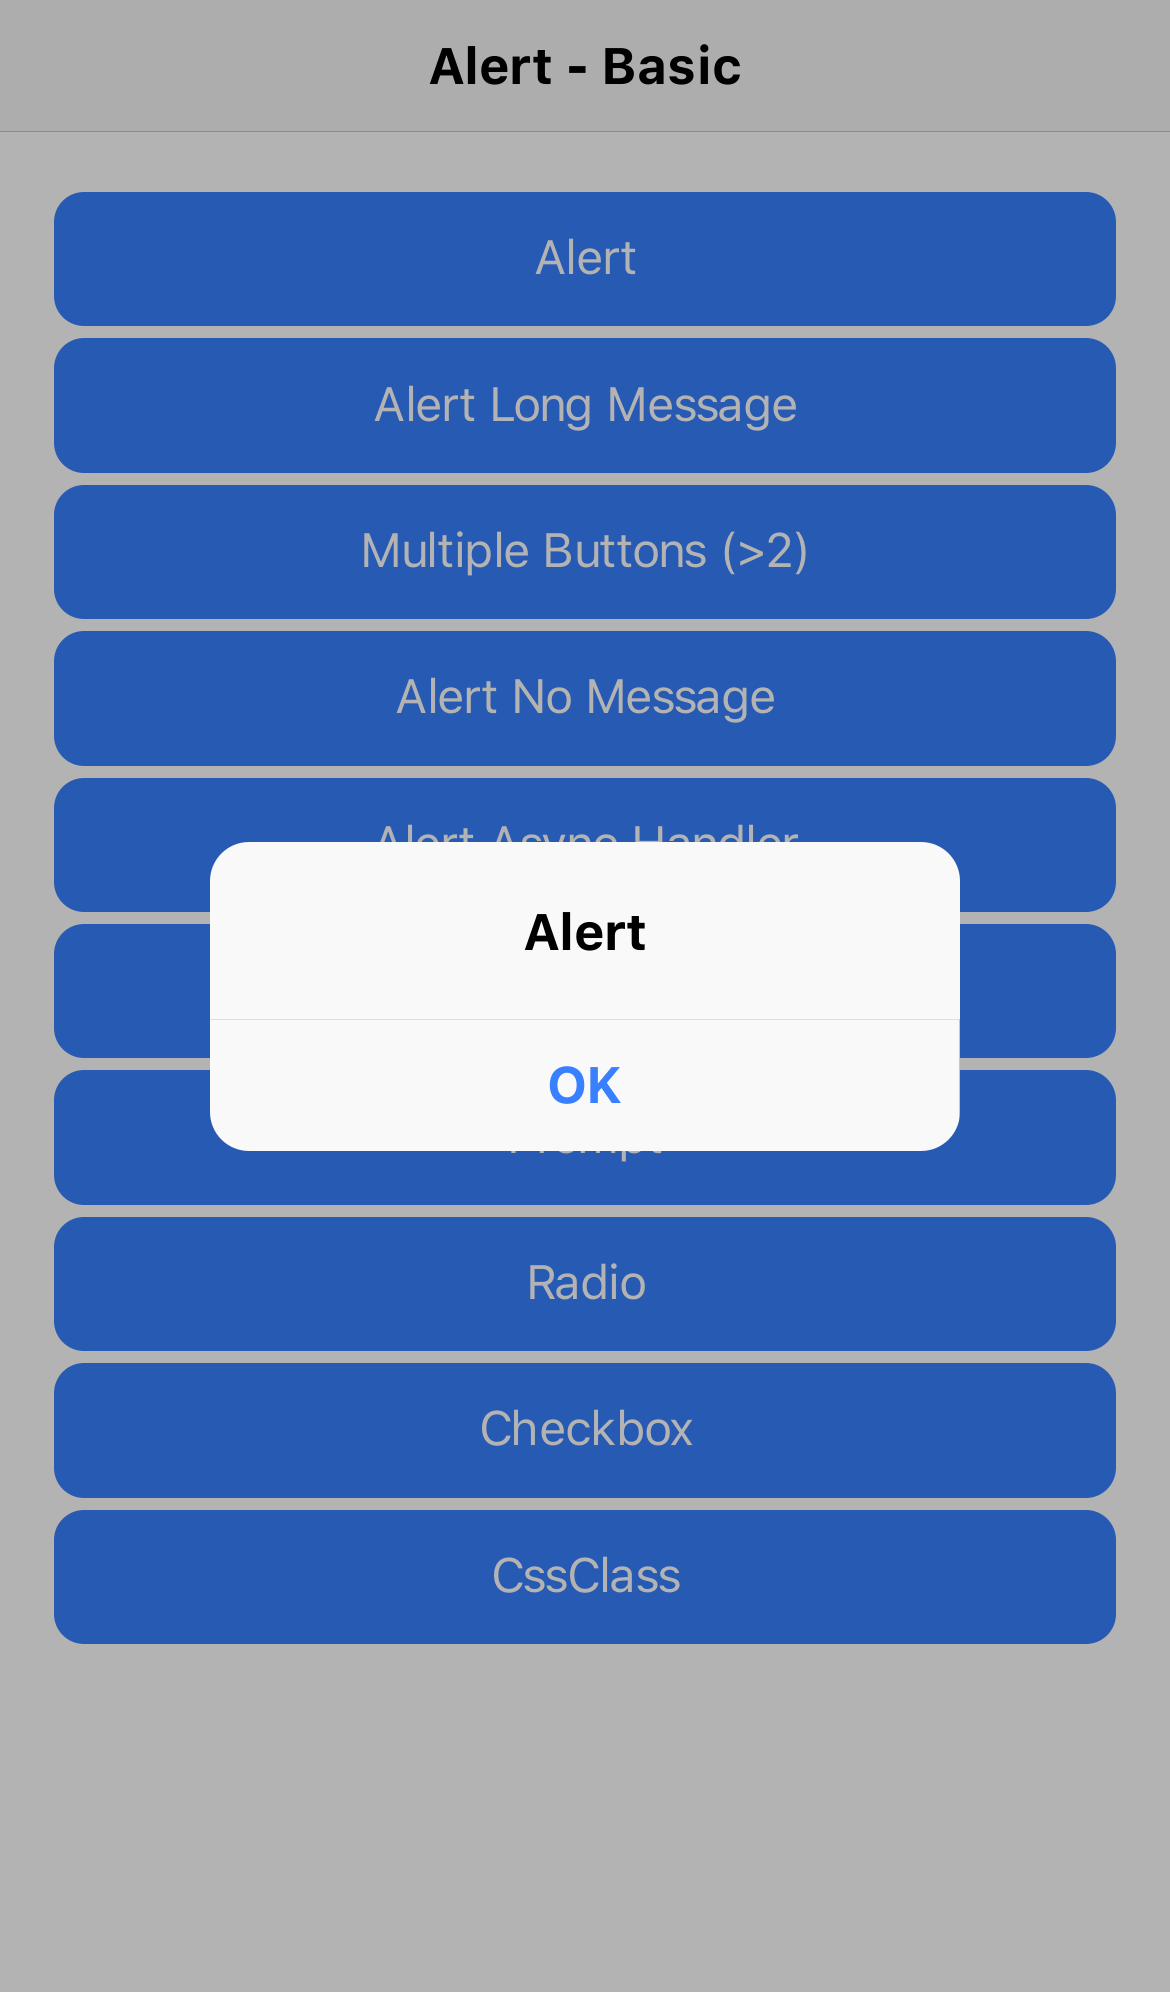 Alert - Basic
Alert
Alert Long Message
Multiple Buttons (>2)
Alert No Message
Alert Async Handler
Alert
OK
Prompt
Radio
Checkbox
CssClass